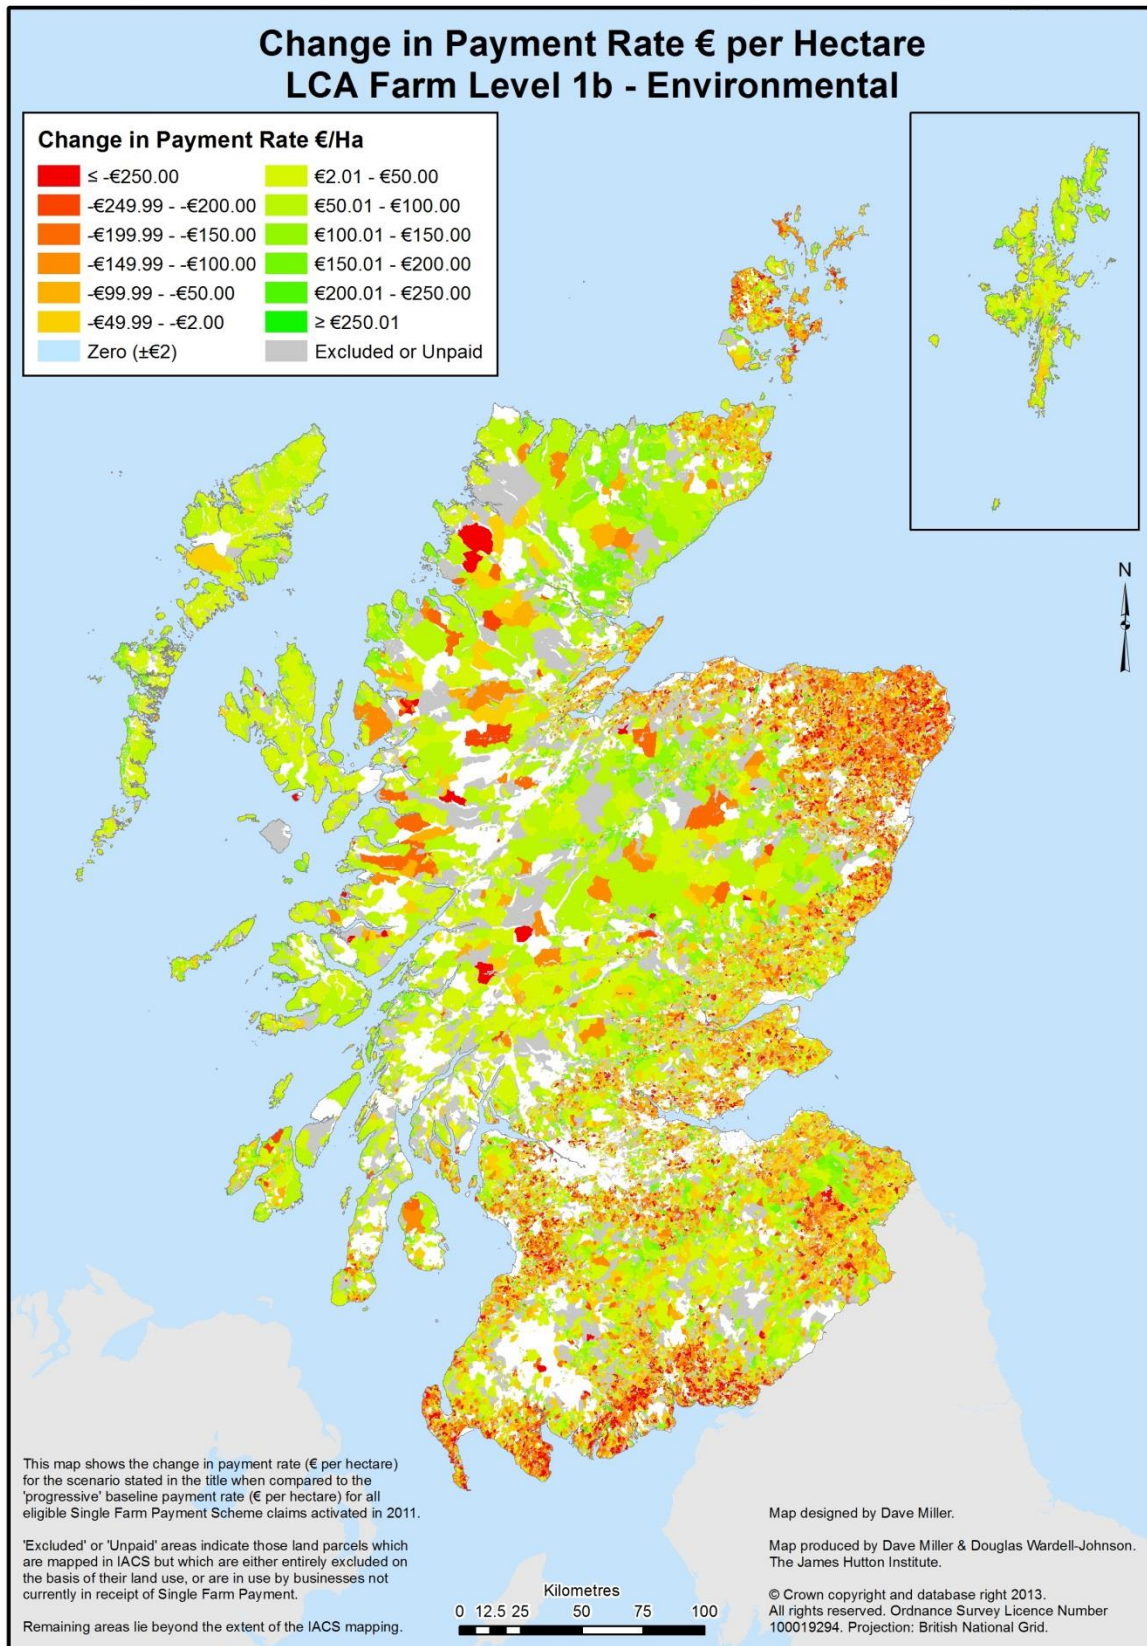 Change in Payment Rate € per Hectare
LCA Farm Level 1b - Environmental
Change in Payment Rate €/Ha
≤ -€250.00
-€249.99 - -€200.00
-€199.99 - -€150.00
-€149.99 - -€100.00
-€99.99 - -€50.00
-€49.99 - -€2.00
Zero (±€2)
€2.01 - €50.00
€50.01 - €100.00
€100.01 - €150.00
€150.01 - €200.00
€200.01 - €250.00
≥ €250.01
Excluded or Unpaid
N
This map shows the change in payment rate (€ per hectare)
for the scenario stated in the title when compared to the
'progressive' baseline payment rate (€ per hectare) for all
eligible Single Farm Payment Scheme claims activated in 2011.
'Excluded' or 'Unpaid' areas indicate those land parcels which
are mapped in IACS but which are either entirely excluded on
the basis of their land use, or are in use by businesses not
currently in receipt of Single Farm Payment.
Remaining areas lie beyond the extent of the IACS mapping.
Kilometres
0 12.5 25 50 75 100
Map designed by Dave Miller.
Map produced by Dave Miller & Douglas Wardell-Johnson.
The James Hutton Institute.
© Crown copyright and database right 2013.
All rights reserved. Ordnance Survey Licence Number
100019294. Projection: British National Grid.